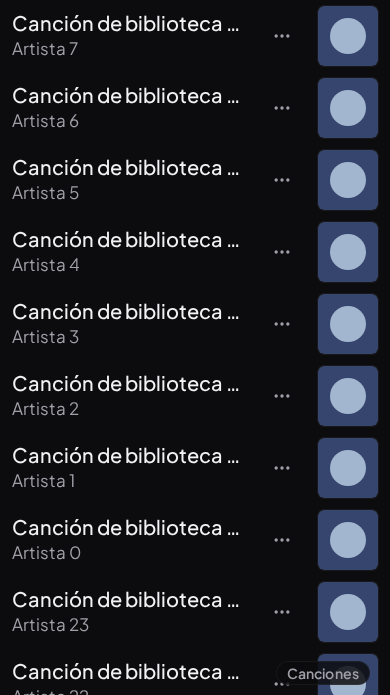 Canción de biblioteca ...
Artista 7
Canción de biblioteca ...
Artista 6
Canción de biblioteca ...
Artista 5
Canción de biblioteca ...
Artista 4
Canción de biblioteca ...
Artista 3
Canción de biblioteca ...
Artista 2
Canción de biblioteca ...
Artista 1
Canción de biblioteca ...
Artista 0
Canción de biblioteca ...
Artista 23
Canción de biblioteca ...
Canciones
Artista 22